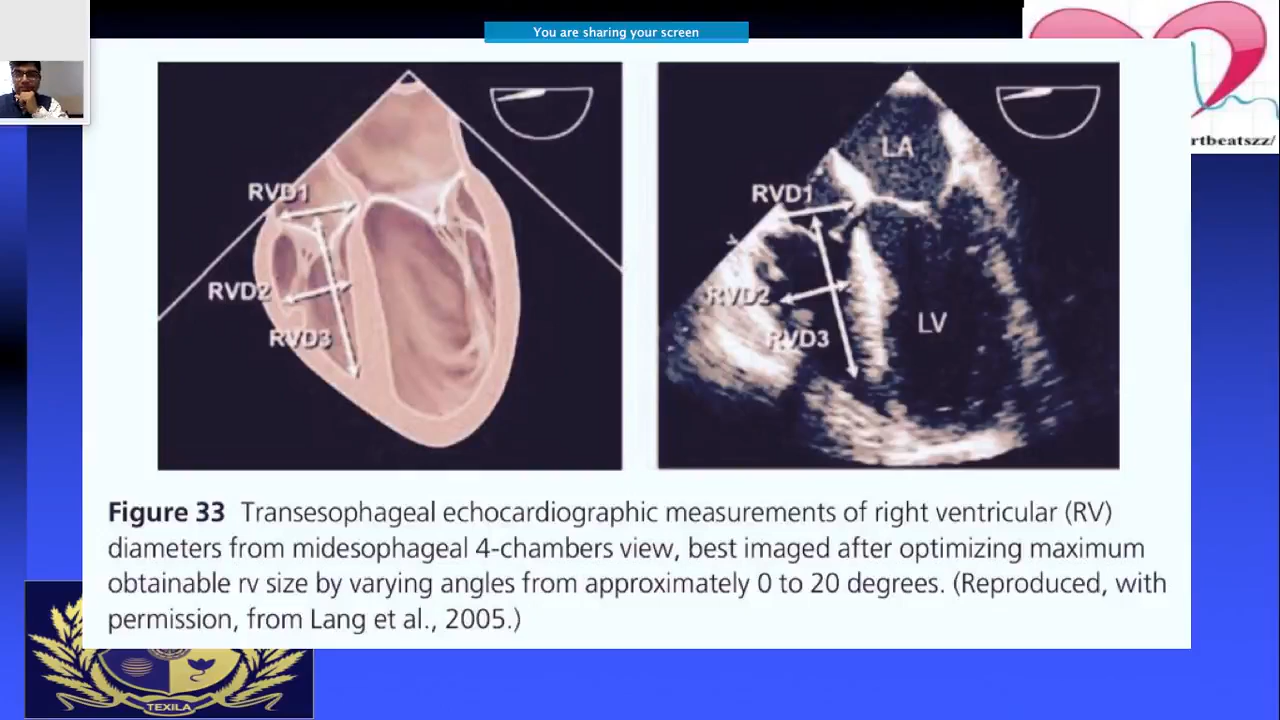 You are sharing your screen
rtbeatszz/
RVD1
RVD2
RVD3
LA
RVD1
RVD2
RVD3
LV
Figure 33 Transesophageal echocardiographic measurements of right ventricular (RV)
diameters from midesophageal 4-chambers view, best imaged after optimizing maximum
obtainable rv size by varying angles from approximately 0 to 20 degrees. (Reproduced, with
permission, from Lang et al., 2005.)
TEXILA